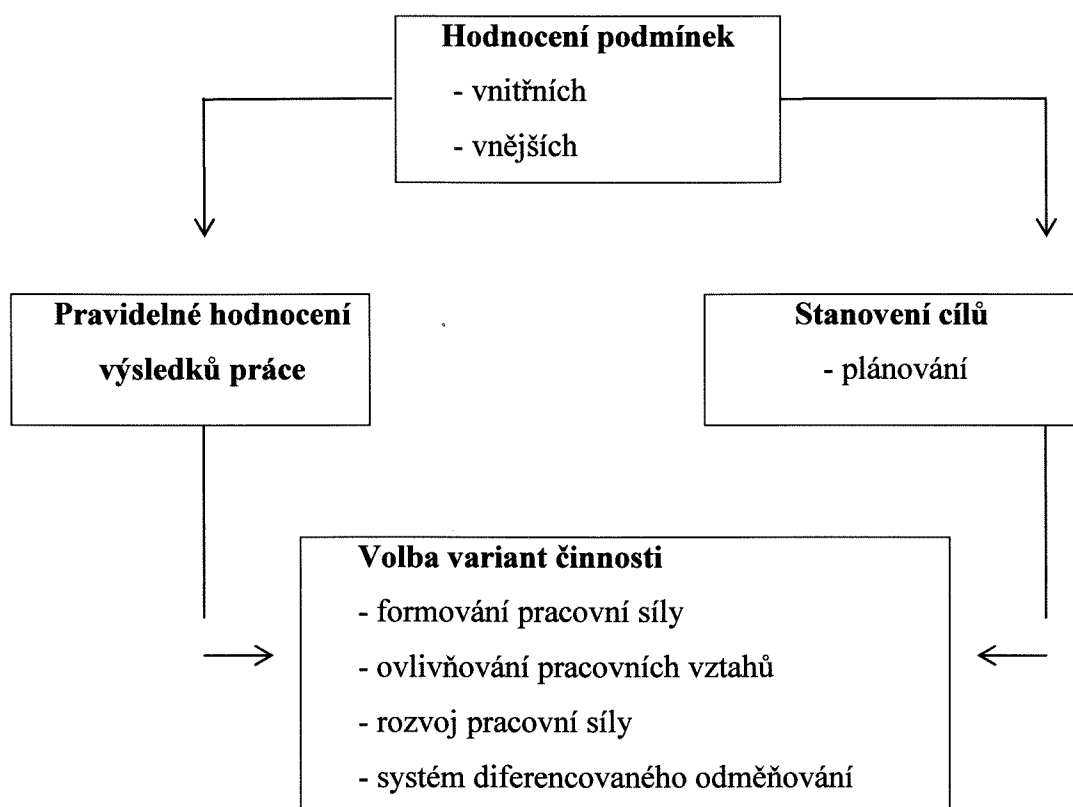 Hodnocení podmínek
- vnitřních
- vnějších
Pravidelné hodnocení
výsledků práce
Stanovení cílů
- plánování
Volba variant činnosti
- formování pracovní síly
- ovlivňování pracovních vztahů
- rozvoj pracovní síly
- systém diferencovaného odměňování